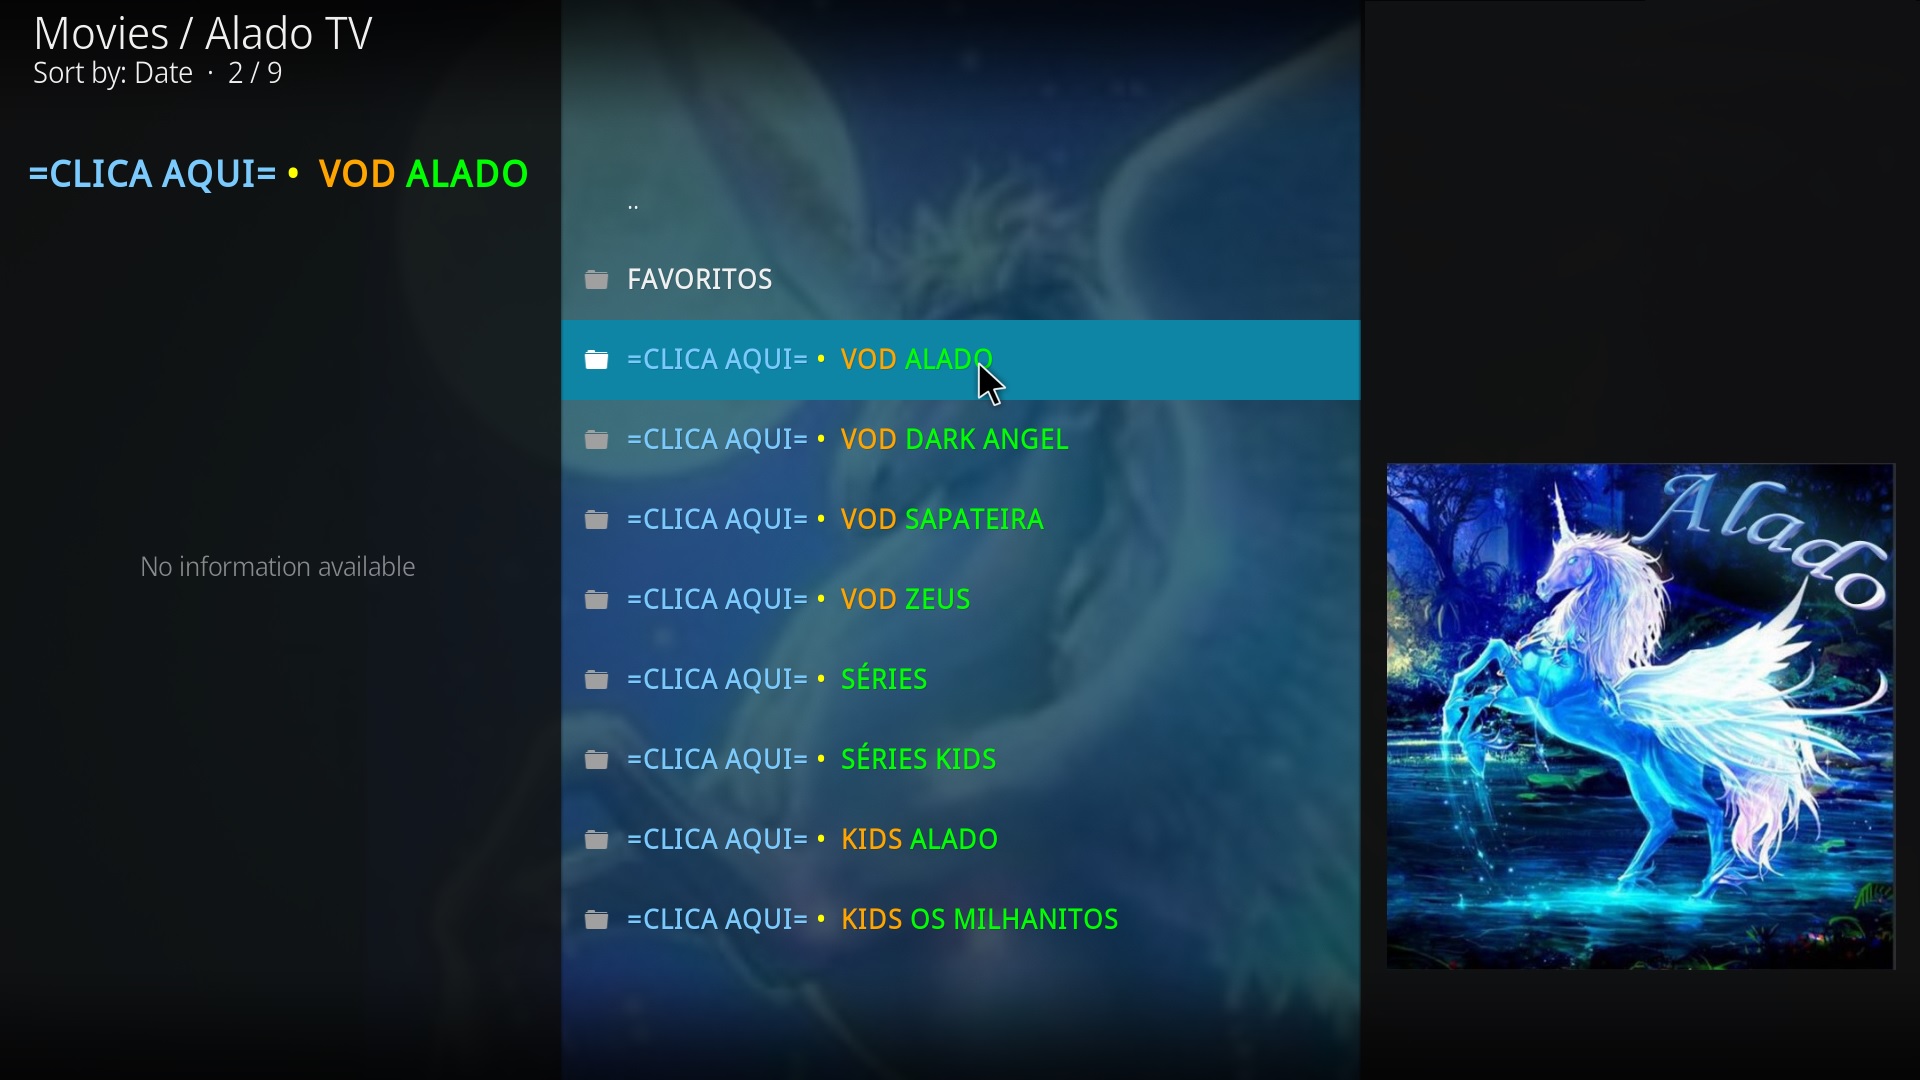 Movies / Alado TV
Sort by: Date · 2 / 9
=CLICA AQUI= • VOD ALADO
..
FAVORITOS
=CLICA AQUI= • VOD ALADO
=CLICA AQUI= • VOD DARK ANGEL
=CLICA AQUI= • VOD SAPATEIRA
=CLICA AQUI= • VOD ZEUS
=CLICA AQUI= • SÉRIES
=CLICA AQUI= • SÉRIES KIDS
=CLICA AQUI= • KIDS ALADO
=CLICA AQUI= • KIDS OS MILHANITOS
No information available
Alado